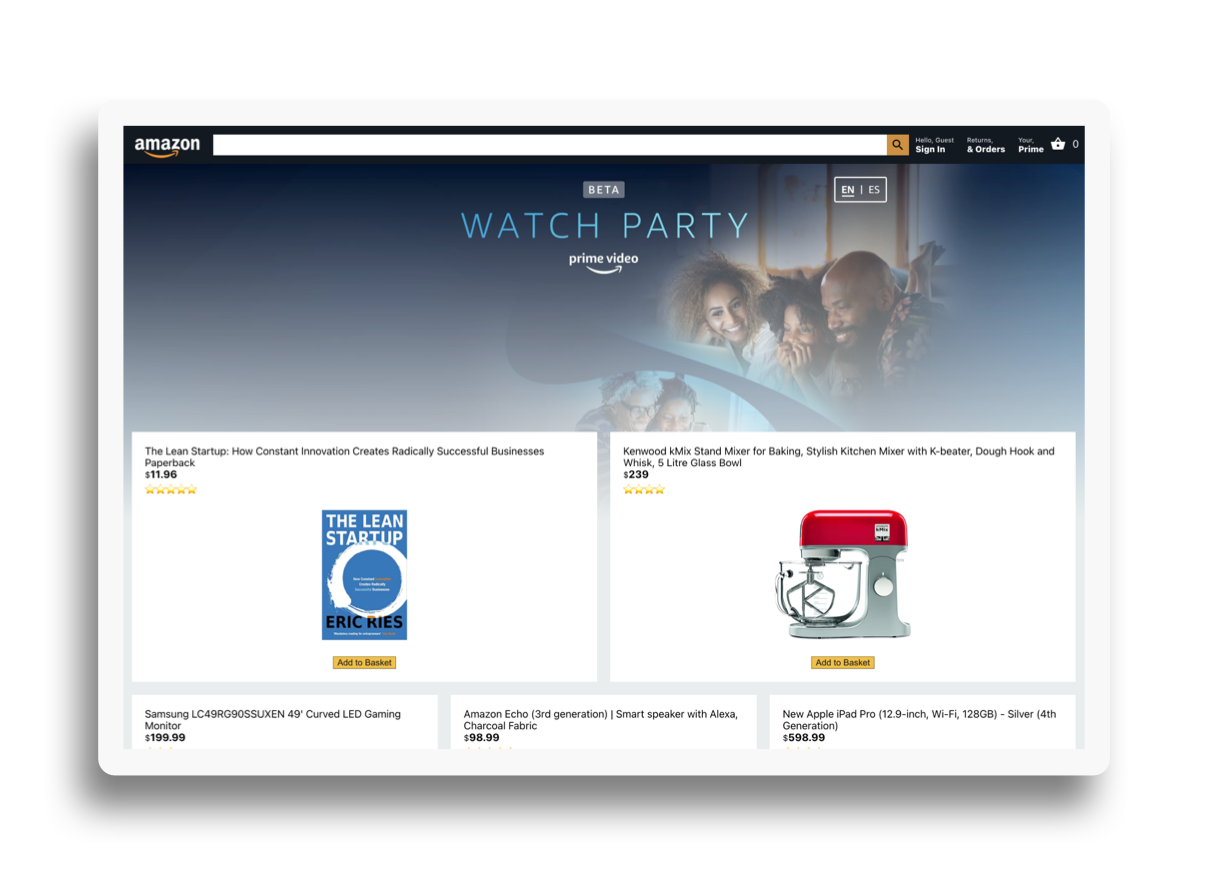 amazon
Hello, Guest
Sign In
Returns,
& Orders
Your,
Prime
0
BETA
EN | ES
WATCH PARTY
prime video
The Lean Startup: How Constant Innovation Creates Radically Successful Businesses
Paperback
$11.96
THE LEAN
STARTUP
How Constant Innovation
Creates Radically
Successful Businesses
ERIC RIES
Add to Basket
Kenwood kMix Stand Mixer for Baking, Stylish Kitchen Mixer with K-beater, Dough Hook and
Whisk, 5 Litre Glass Bowl
$239
kMix
Add to Basket
Samsung LC49RG90SSUXEN 49' Curved LED Gaming
Monitor
$199.99
Amazon Echo (3rd generation) | Smart speaker with Alexa,
Charcoal Fabric
$98.99
New Apple iPad Pro (12.9-inch, Wi-Fi, 128GB) - Silver (4th
Generation)
$598.99